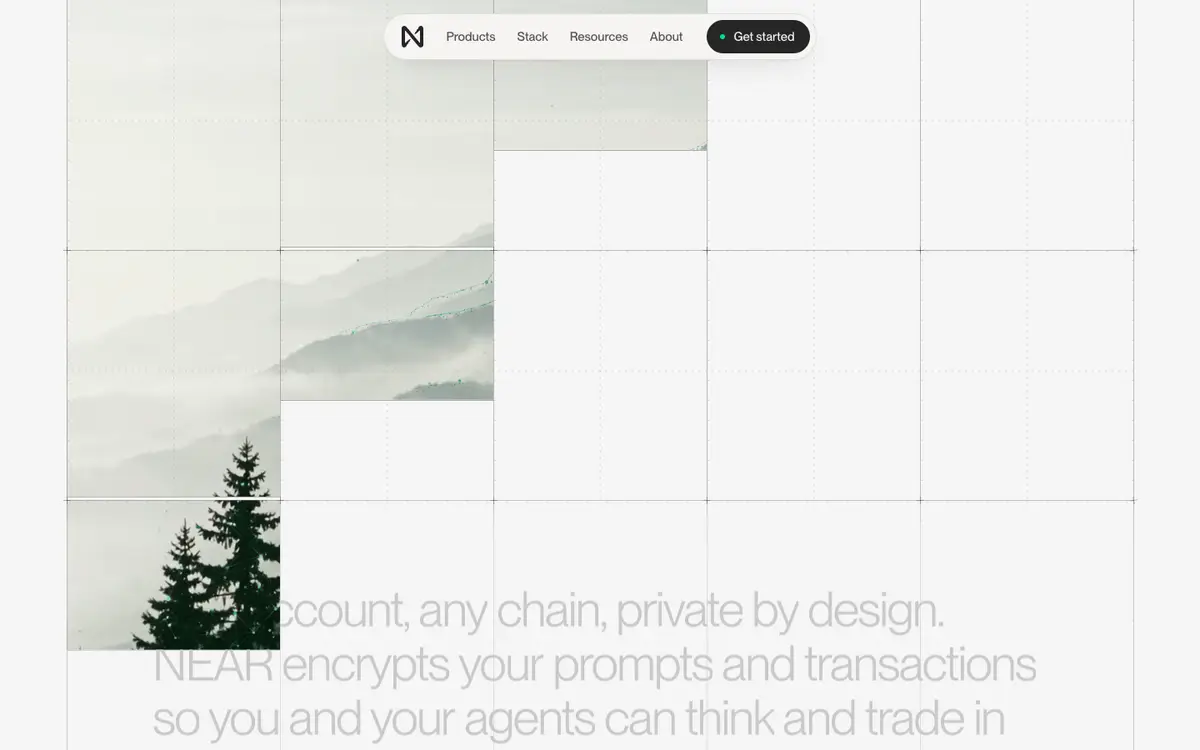 Products
Stack
Resources
About
Get started
ccount, any chain, private by design.
NEAR encrypts your prompts and transactions
so you and your agents can think and trade in